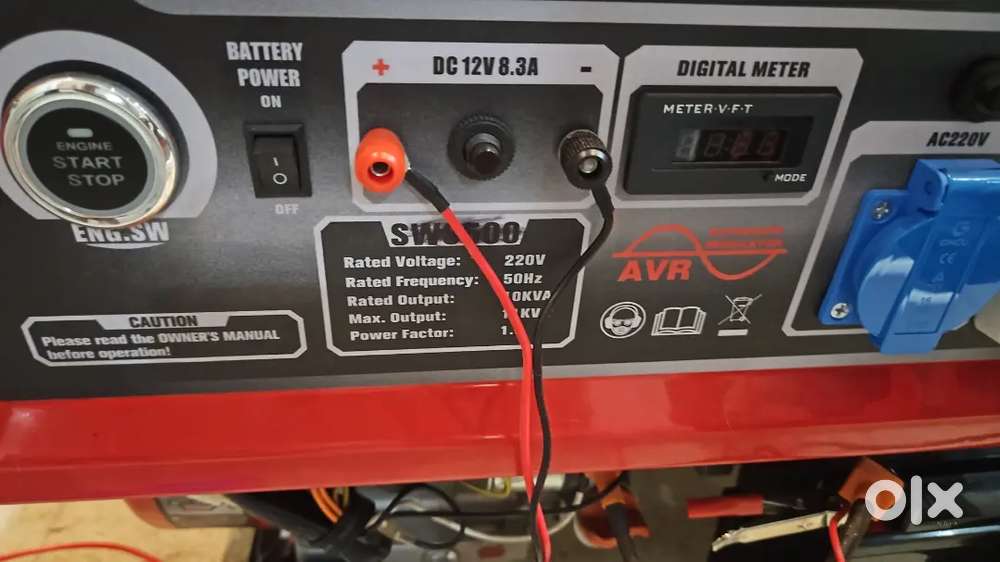 BATTERY
POWER
ON
OFF
ENGINE
START
STOP
ENG.SW
+ DC 12V 8.3A -
DIGITAL METER
METER·V·F·T
MODE
AC220V
Rated Voltage: 220V
Rated Frequency: 50Hz
Rated Output: 10KVA
Max. Output:
Power Factor:
AVR
CAUTION
Please read the OWNER'S MANUAL
before operation!
olx